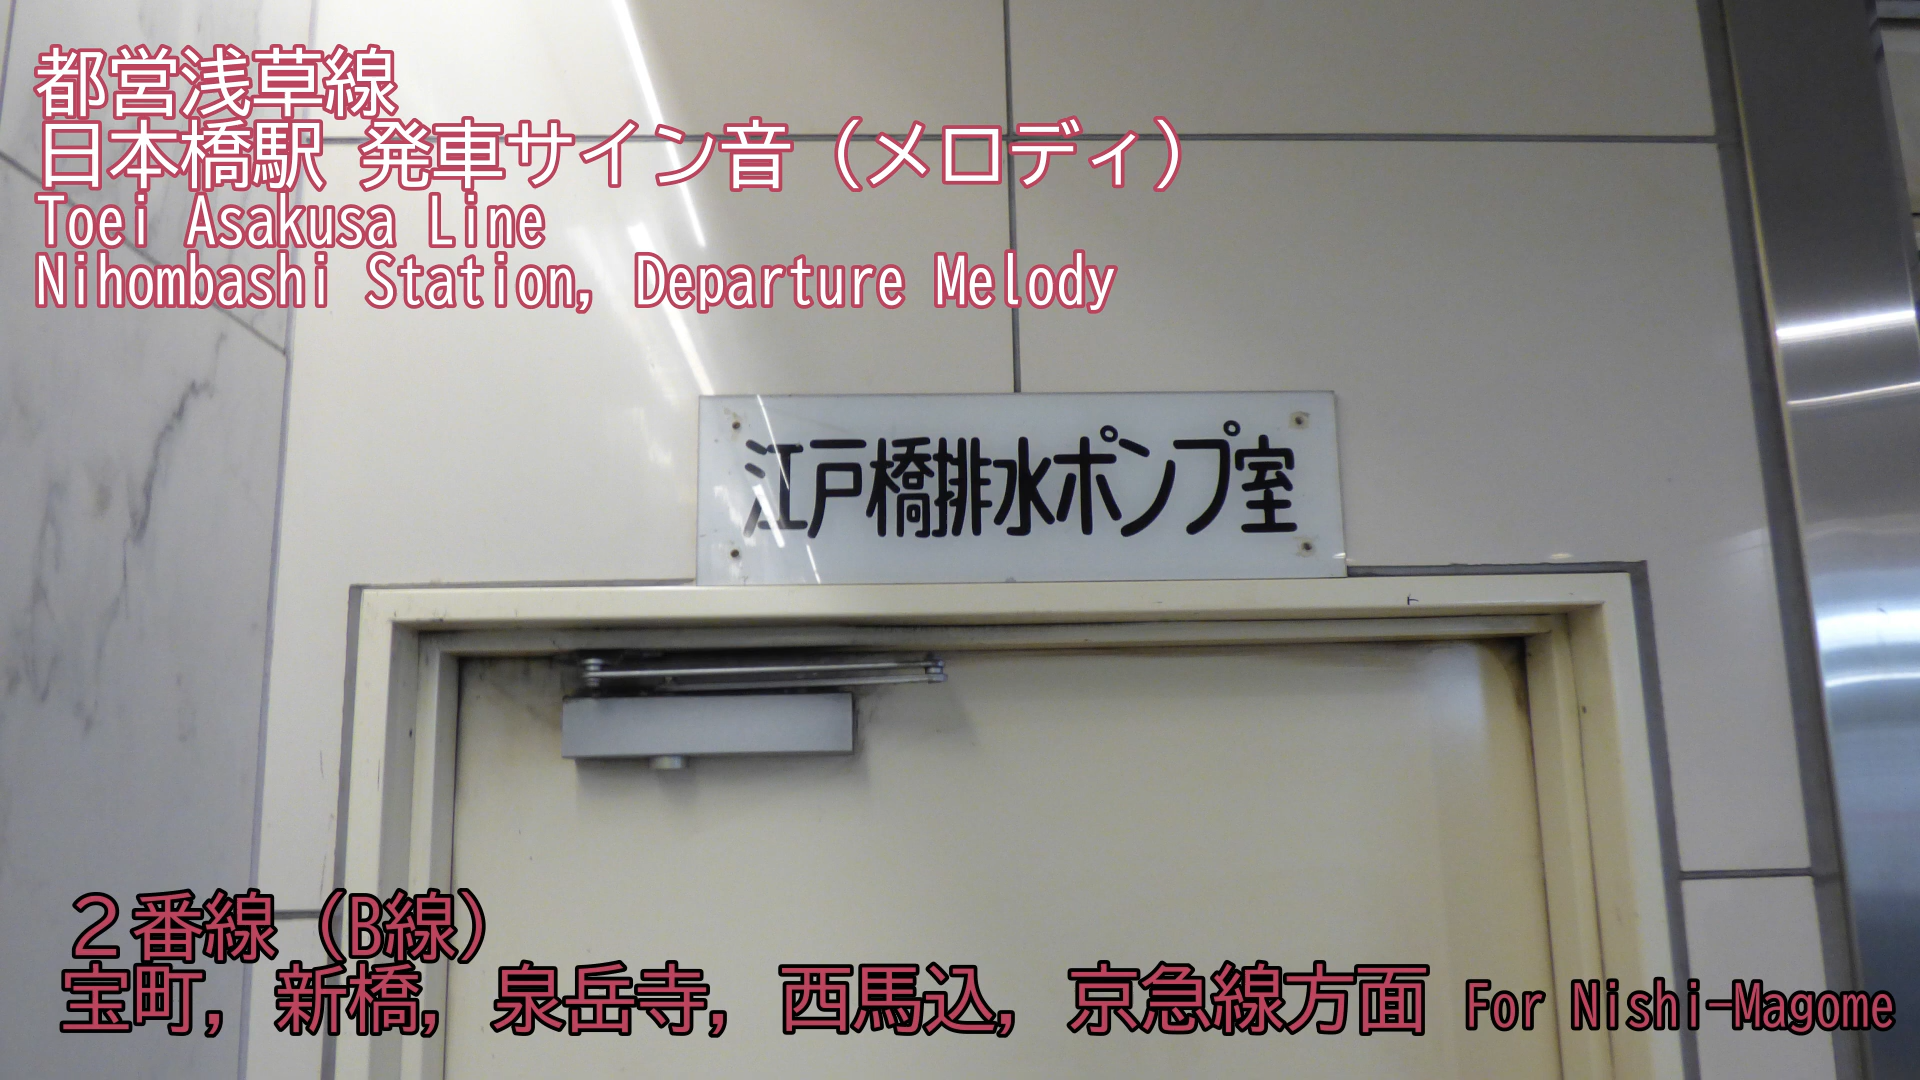 都営浅草線
日本橋駅 発車サイン音（メロディ）
Toei Asakusa Line
Nihombashi Station, Departure Melody
江戸橋排水ポンプ室
２番線（B線）
宝町，新橋，泉岳寺，西馬込，京急線方面 For Nishi-Magome